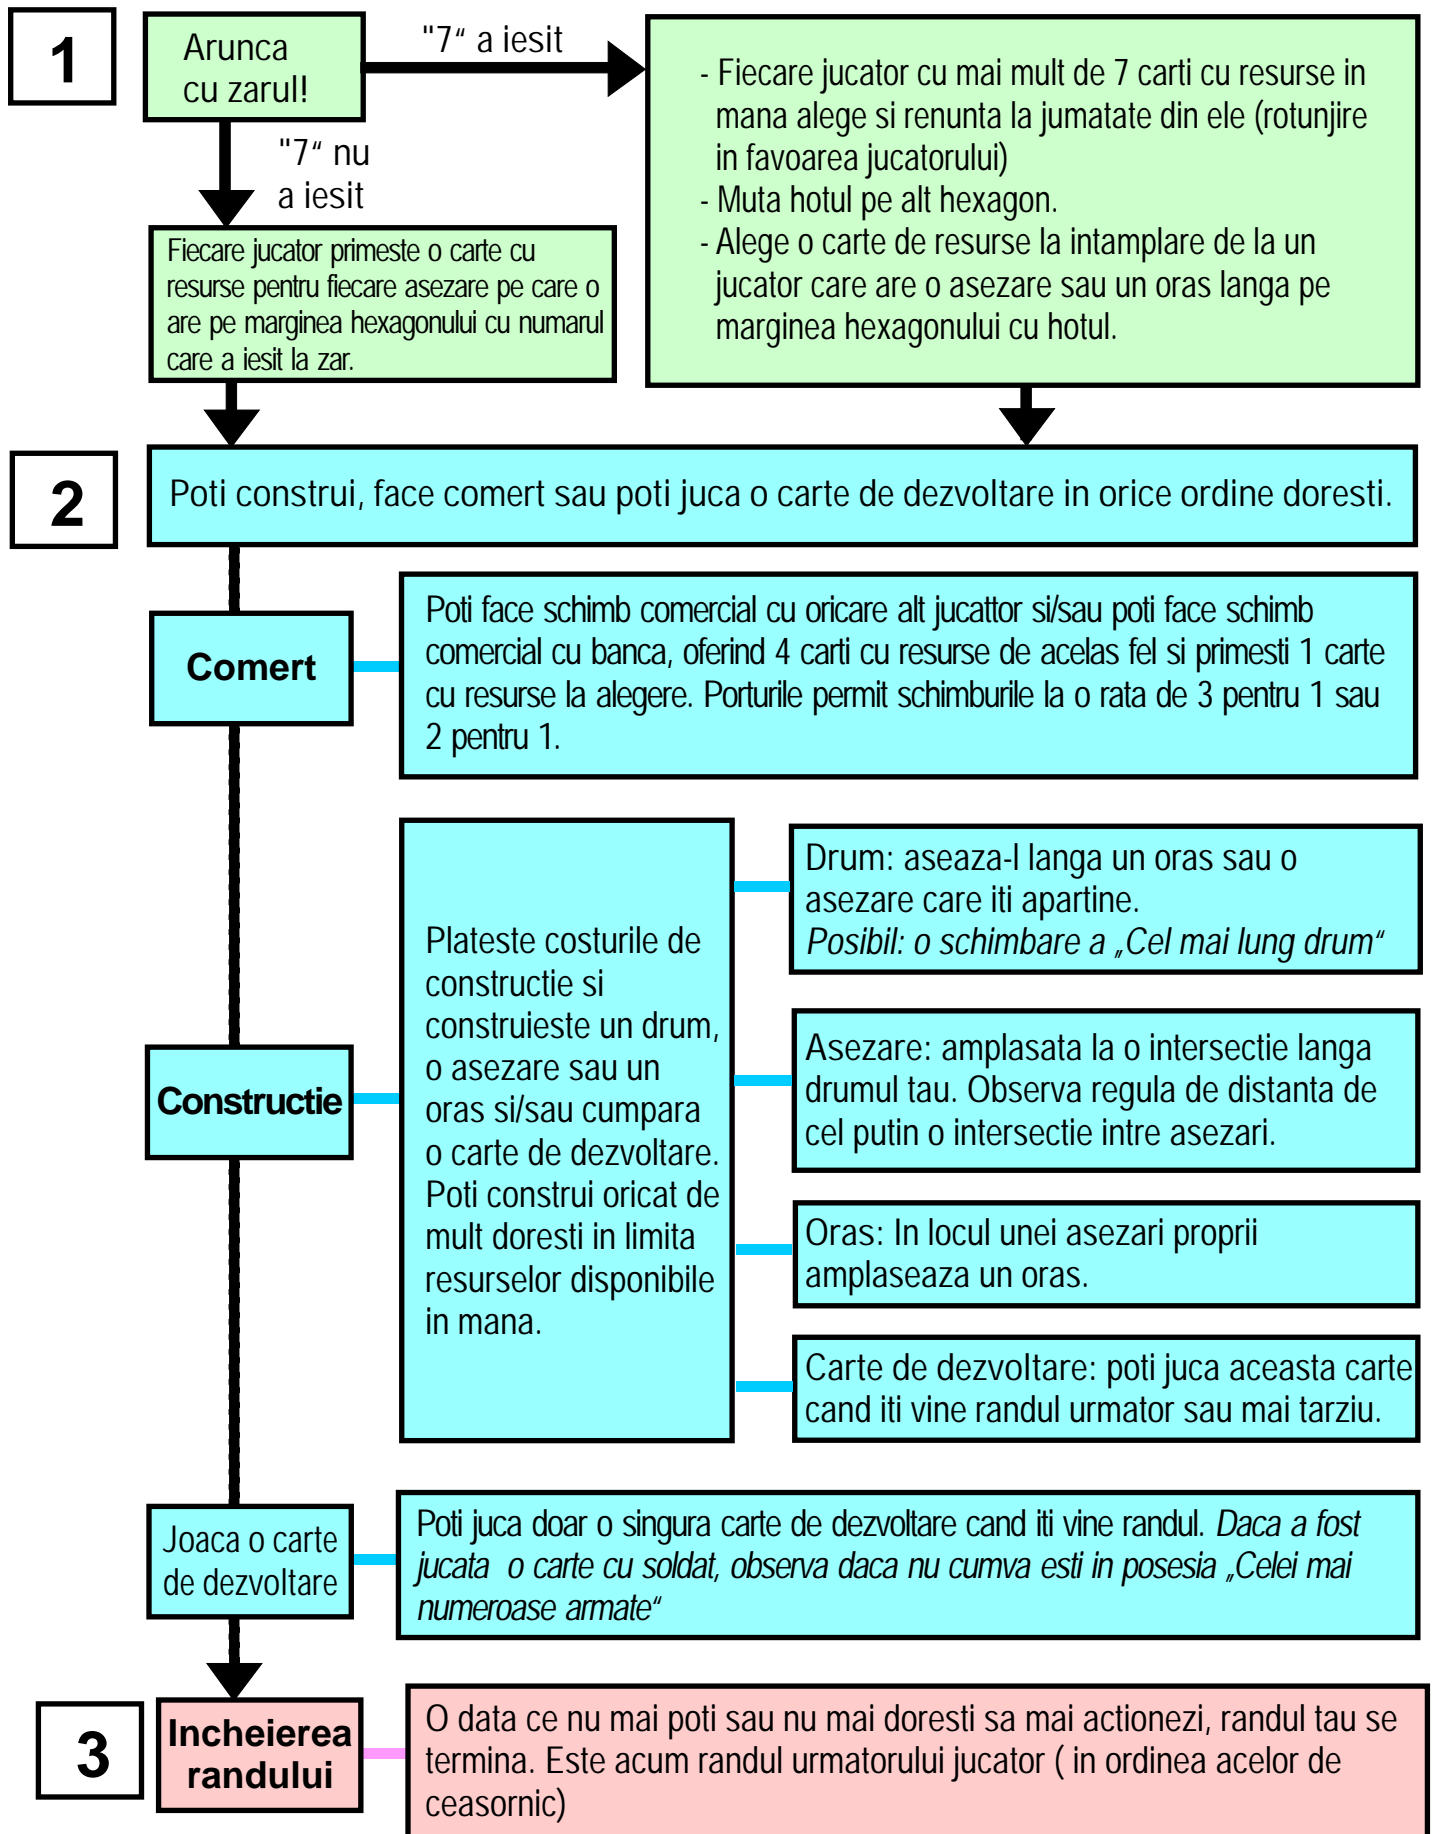 1
Arunca
cu zarul!
"7“ a iesit
"7“ nu
a iesit
- Fiecare jucator cu mai mult de 7 carti cu resurse in
mana alege si renunta la jumatate din ele (rotunjire
in favoarea jucatorului)
- Muta hotul pe alt hexagon.
- Alege o carte de resurse la intamplare de la un
jucator care are o asezare sau un oras langa pe
marginea hexagonului cu hotul.
Fiecare jucator primeste o carte cu
resurse pentru fiecare asezare pe care o
are pe marginea hexagonului cu numarul
care a iesit la zar.
2
Poti construi, face comert sau poti juca o carte de dezvoltare in orice ordine doresti.
Comert
Poti face schimb comercial cu oricare alt jucattor si/sau poti face schimb
comercial cu banca, oferind 4 carti cu resurse de acelas fel si primesti 1 carte
cu resurse la alegere. Porturile permit schimburile la o rata de 3 pentru 1 sau
2 pentru 1.
Constructie
Plateste costurile de
constructie si
construieste un drum,
o asezare sau un
oras si/sau cumpara
o carte de dezvoltare.
Poti construi oricat de
mult doresti in limita
resurselor disponibile
in mana.
Drum: aseaza-l langa un oras sau o
asezare care iti apartine.
Posibil: o schimbare a „Cel mai lung drum“
Asezare: amplasata la o intersectie langa
drumul tau. Observa regula de distanta de
cel putin o intersectie intre asezari.
Oras: In locul unei asezari proprii
amplaseaza un oras.
Carte de dezvoltare: poti juca aceasta carte
cand iti vine randul urmator sau mai tarziu.
Joaca o carte
de dezvoltare
Poti juca doar o singura carte de dezvoltare cand iti vine randul. Daca a fost
jucata o carte cu soldat, observa daca nu cumva esti in posesia „Celei mai
numeroase armate“
3
Incheierea
randului
O data ce nu mai poti sau nu mai doresti sa mai actionezi, randul tau se
termina. Este acum randul urmatorului jucator ( in ordinea acelor de
ceasornic)